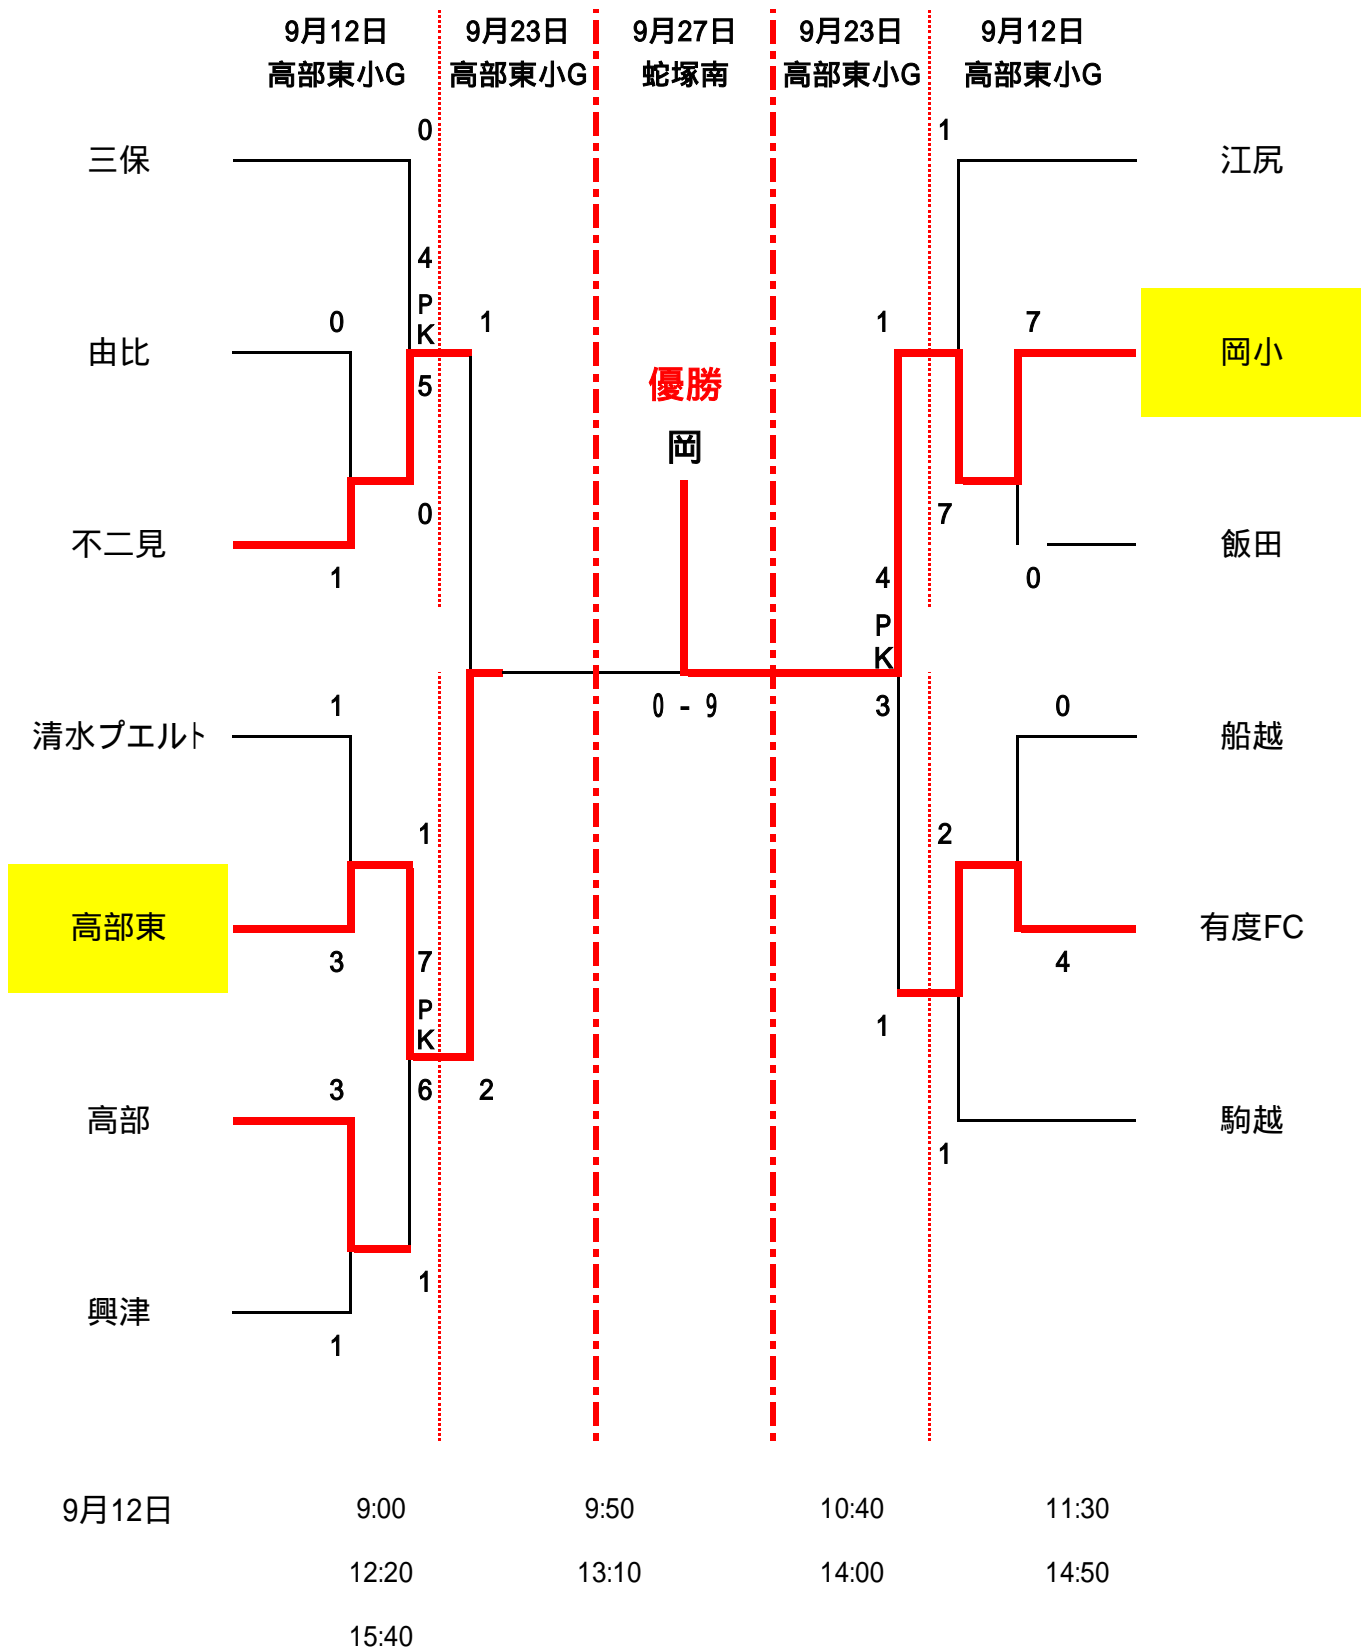 9月12日 9月23日 9月27日 9月23日 9月12日
高部東小G 高部東小G 蛇塚南 高部東小G 高部東小G
0 1
三保 江尻
4
PK
0 1 1 7
由比 岡小
5
優勝
岡
0 7
不二見 飯田
1 4 0
PK
1 0 - 9 3 0
清水プエルト 船越
1 2
高部東 有度FC
3 7 4
PK
1
3 6 2
高部 駒越
1
1
興津
1
9月12日 9:00 9:50 10:40 11:30
12:20 13:10 14:00 14:50
15:40